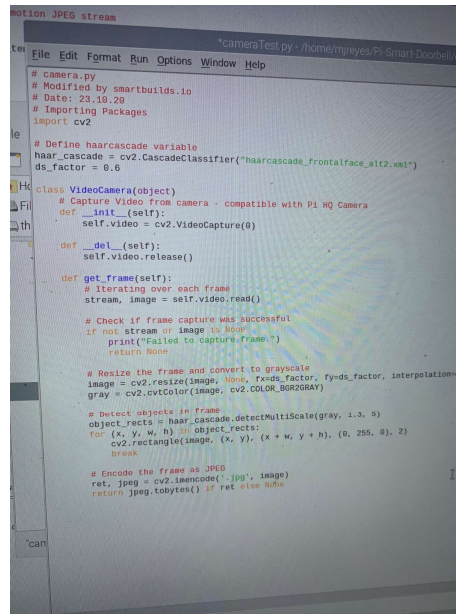 motion JPEG stream
*cameraTest.py - /home/mjreyes/Pi-Smart-Doorbell
File Edit Format Run Options Window Help
# camera.py
# Modified by smartbuilds.io
# Date: 23.10.20
# Importing Packages
import cv2
# Define haarcascade variable
haar_cascade = cv2.CascadeClassifier("haarcascade_frontalface_alt2.xml")
ds_factor = 0.6
class VideoCamera(object)
# Capture Video from camera - compatible with Pi HQ Camera
def __init__(self):
self.video = cv2.VideoCapture(0)
def __del__(self):
self.video.release()
def get_frame(self):
# Iterating over each frame
stream, image = self.video.read()
# Check if frame capture was successful
if not stream or image is None
print("Failed to capture frame.")
return None
# Resize the frame and convert to grayscale
image = cv2.resize(image, None, fx=ds_factor, fy=ds_factor, interpolation=
gray = cv2.cvtColor(image, cv2.COLOR_BGR2GRAY)
# Detect objects in frame
object_rects = haar_cascade.detectMultiScale(gray, 1.3, 5)
for (x, y, w, h) in object_rects:
cv2.rectangle(image, (x, y), (x + w, y + h), (0, 255, 0), 2)
break
# Encode the frame as JPEG
ret, jpeg = cv2.imencode('.jpg', image)
return jpeg.tobytes() if ret else None
"can